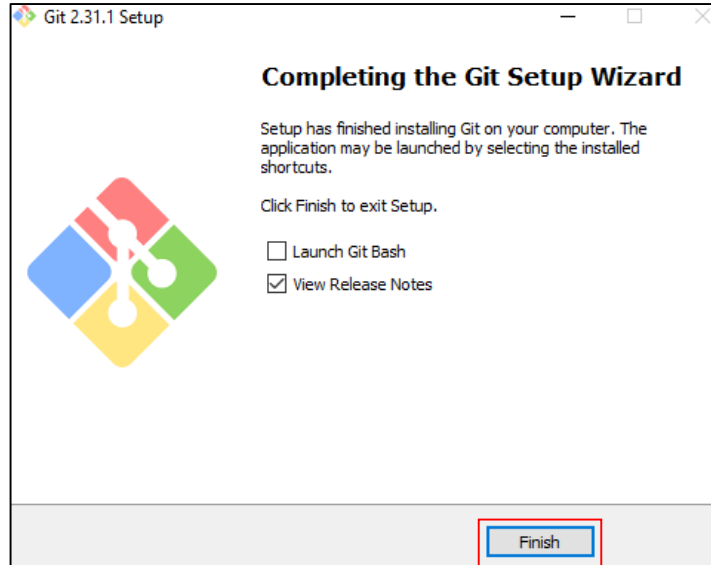 Git 2.31.1 Setup
Completing the Git Setup Wizard
Setup has finished installing Git on your computer. The
application may be launched by selecting the installed
shortcuts.
Click Finish to exit Setup.
Launch Git Bash
View Release Notes
Finish